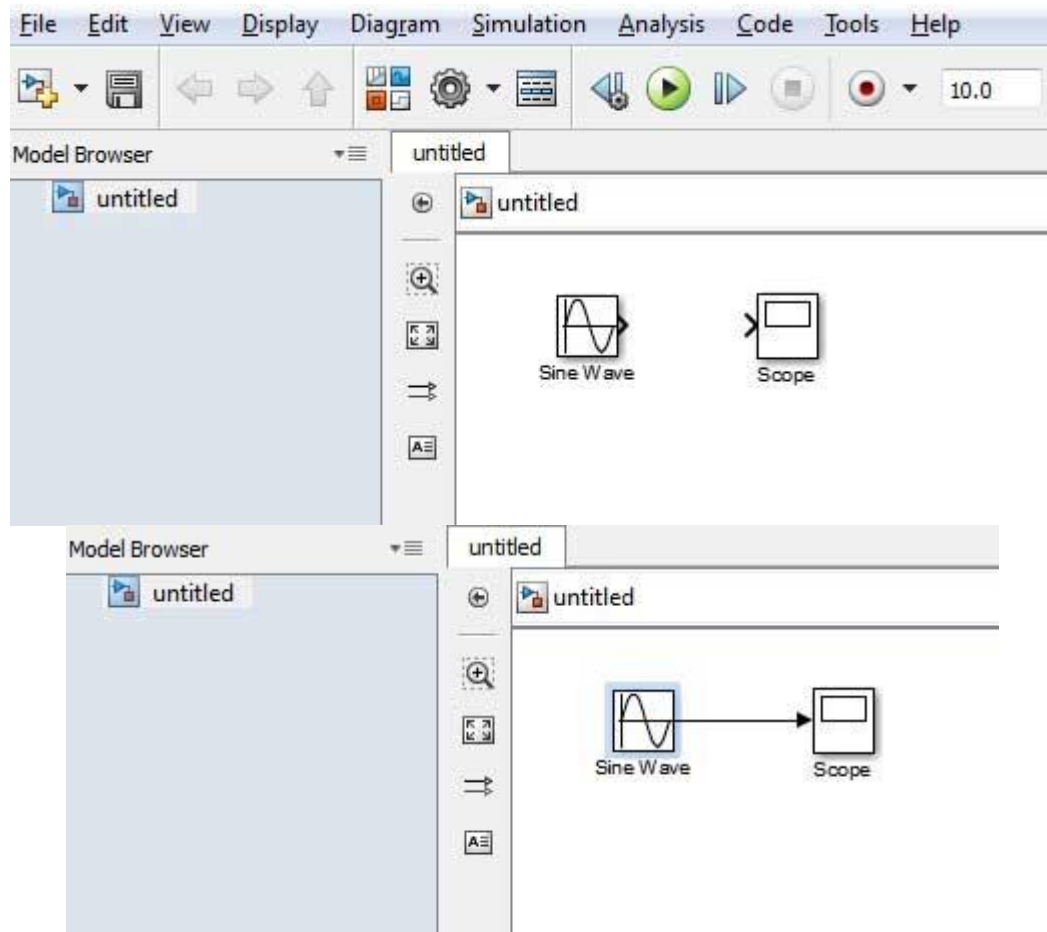 File Edit View Display Diagram Simulation Analysis Code Tools Help
10.0
Model Browser
untitled
untitled
untitled
Sine Wave
Scope
Model Browser
untitled
untitled
untitled
Sine Wave
Scope